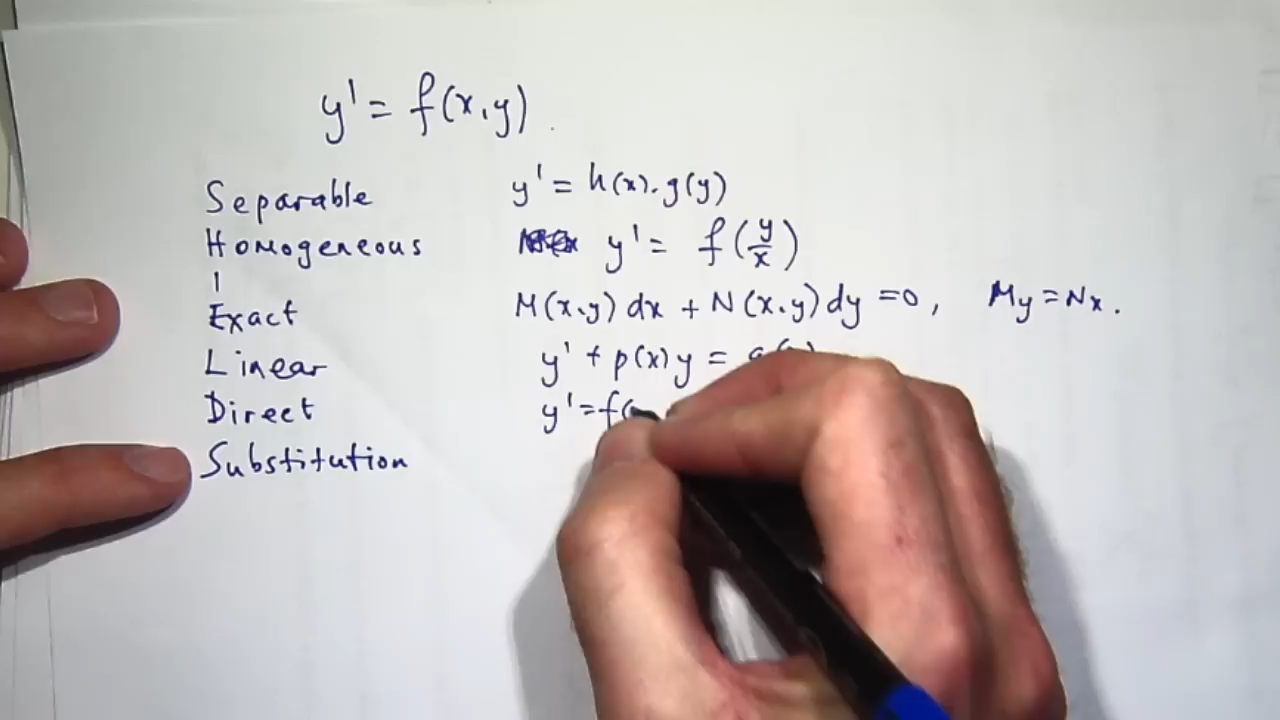 y' = f(x,y)
Separable y' = h(x).g(y)
Homogeneous y' = f(y/x)
I
Exact M(x,y) dx + N(x,y) dy = 0, My = Nx.
Linear y' + p(x) y =
Direct y' = f(
Substitution